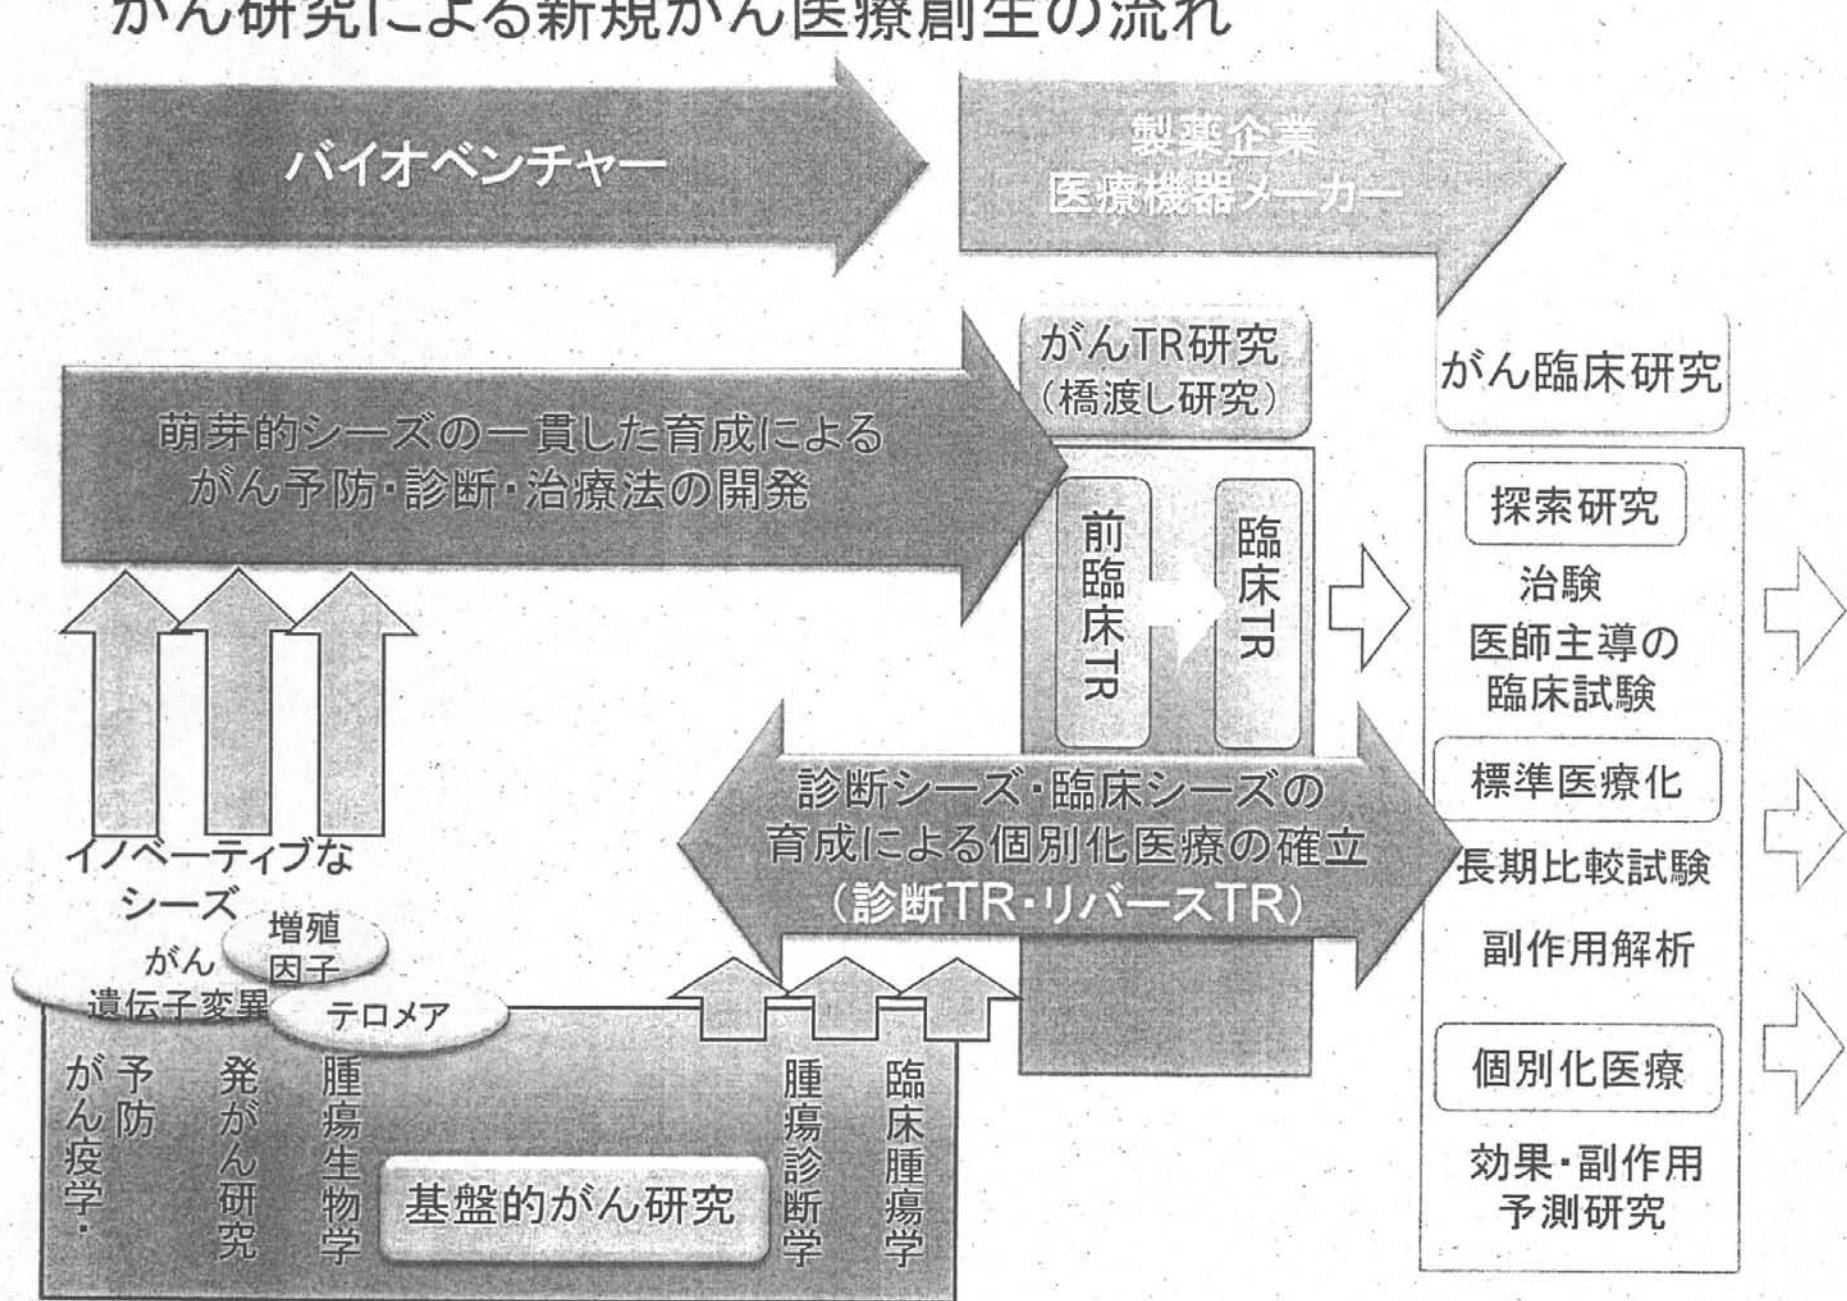 がん研究による新規がん医療創生の流れ
バイオベンチャー
製薬企業
医療機器メーカー
萌芽的シーズの一貫した育成による
がん予防・診断・治療法の開発
がんTR研究
(橋渡し研究)
前臨床TR
臨床TR
がん臨床研究
探索研究
治験
医師主導の
臨床試験
標準医療化
長期比較試験
副作用解析
個別化医療
効果・副作用
予測研究
診断シーズ・臨床シーズの
育成による個別化医療の確立
(診断TR・リバースTR)
イノベーティブな
シーズ
増殖
因子
がん
遺伝子変異
テロメア
がん疫学・
予防
発がん研究
腫瘍生物学
基盤的がん研究
腫瘍診断学
臨床腫瘍学